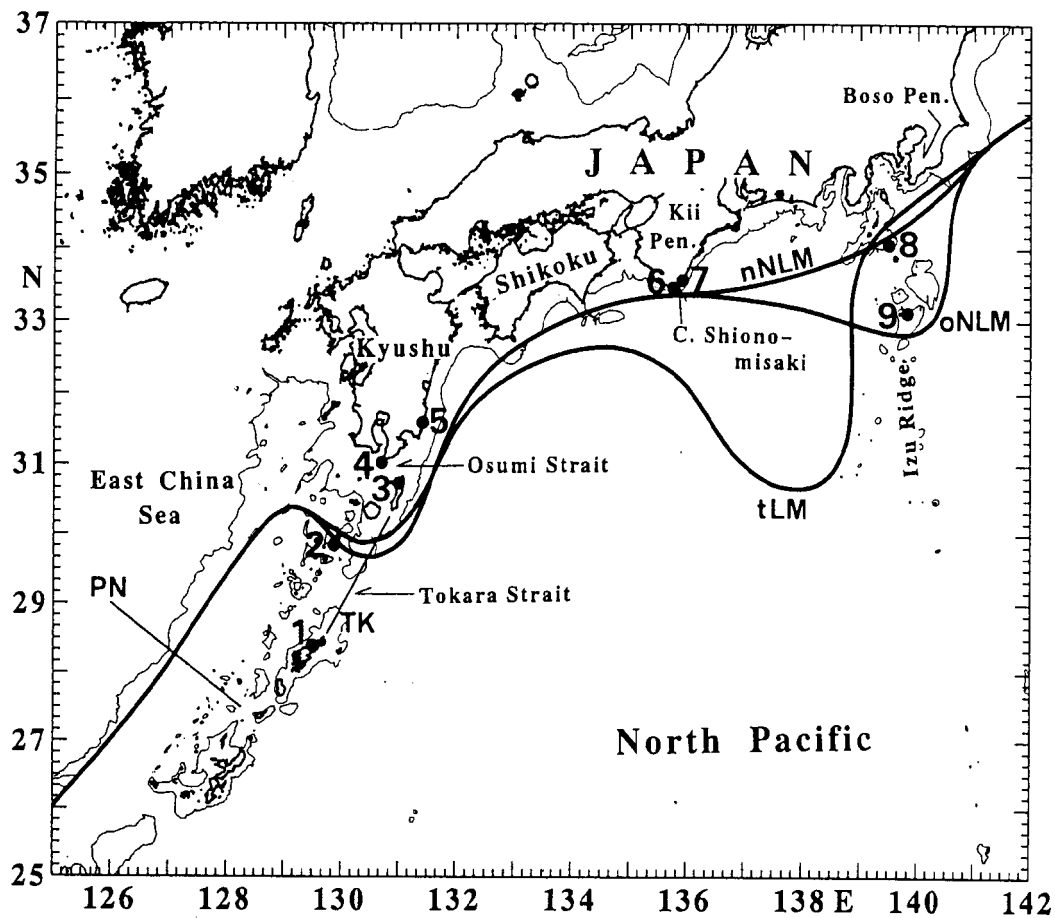 37
Boso Pen.
35
J A P A N
Kii
Pen.
Shikoku
nNLM
8
N
6
7
33
9
oNLM
C. Shiono-
misaki
Kyushu
Izu Ridge
5
4
31
Osumi Strait
3
East China
Sea
tLM
2
PN
29
Tokara Strait
1
TK
North Pacific
27
25
126
128
130
132
134
136
138 E
140
142